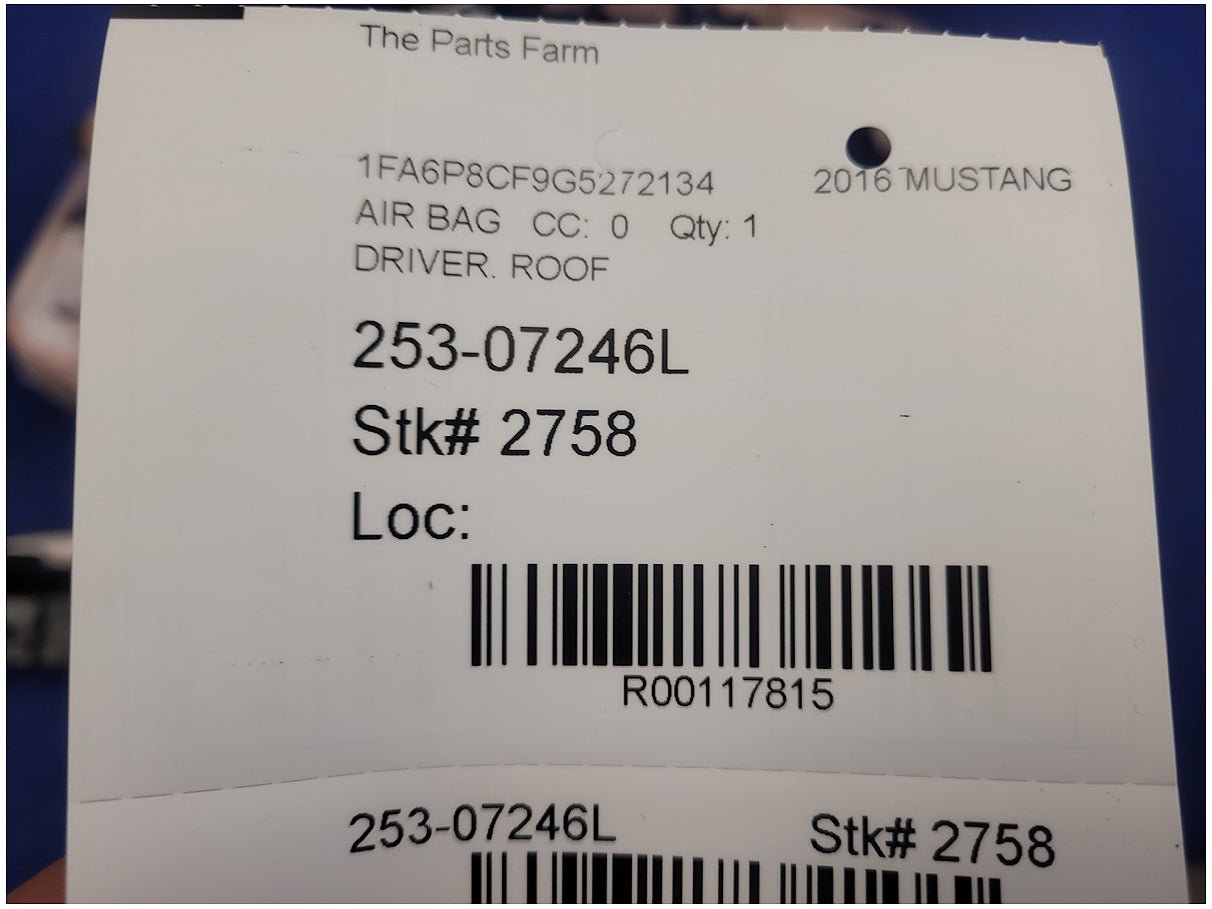 The Parts Farm
1FA6P8CF9G5272134 2016 MUSTANG
AIR BAG CC: 0 Qty: 1
DRIVER. ROOF
253-07246L
Stk# 2758
Loc:
R00117815
253-07246L Stk# 2758